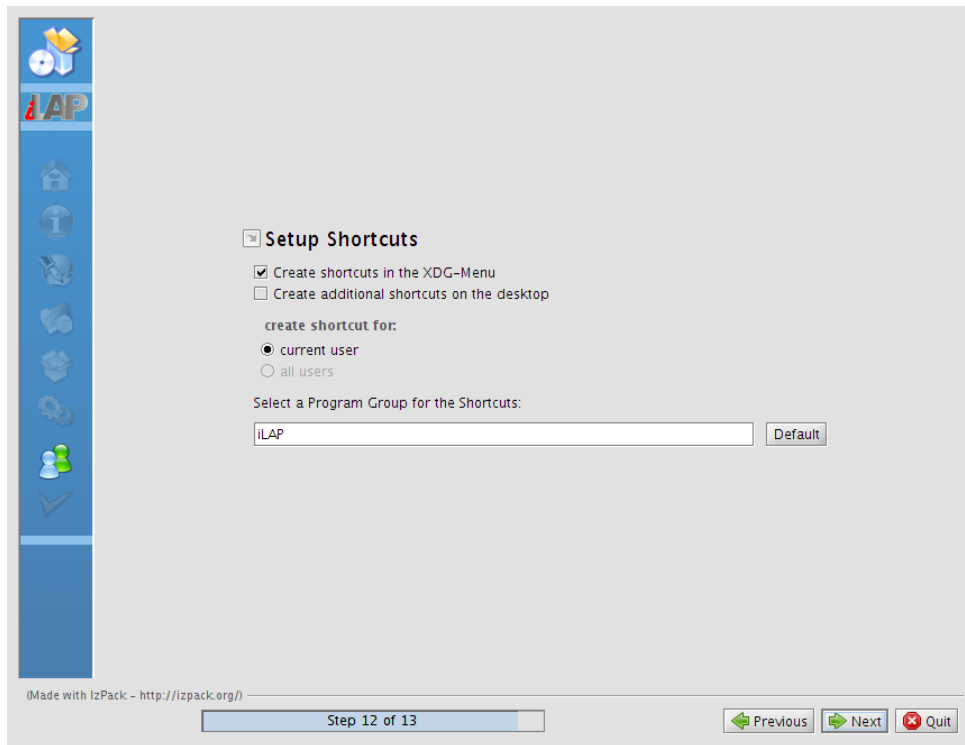 iLAP
Setup Shortcuts
Create shortcuts in the XDG-Menu
Create additional shortcuts on the desktop
create shortcut for:
current user
all users
Select a Program Group for the Shortcuts:
iLAP Default
(Made with IzPack - http://izpack.org/)
Step 12 of 13 Previous Next Quit